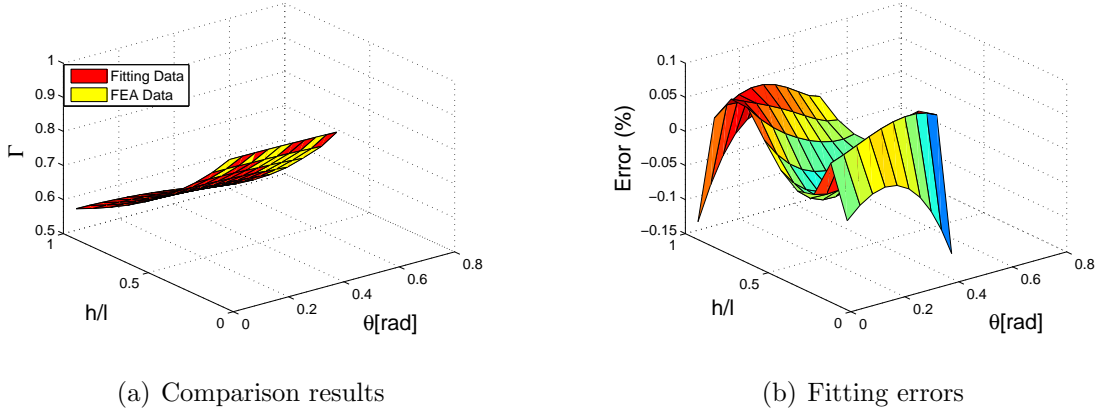 1
0.9
0.8
0.7
0.6
0.5
Γ
Fitting Data
FEA Data
1
0.5
0
h/l
0
0.2
0.4
0.6
0.8
θ[rad]
(a) Comparison results
0.1
0.05
0
−0.05
−0.1
−0.15
Error (%)
1
0.5
0
h/l
0
0.2
0.4
0.6
0.8
θ[rad]
(b) Fitting errors